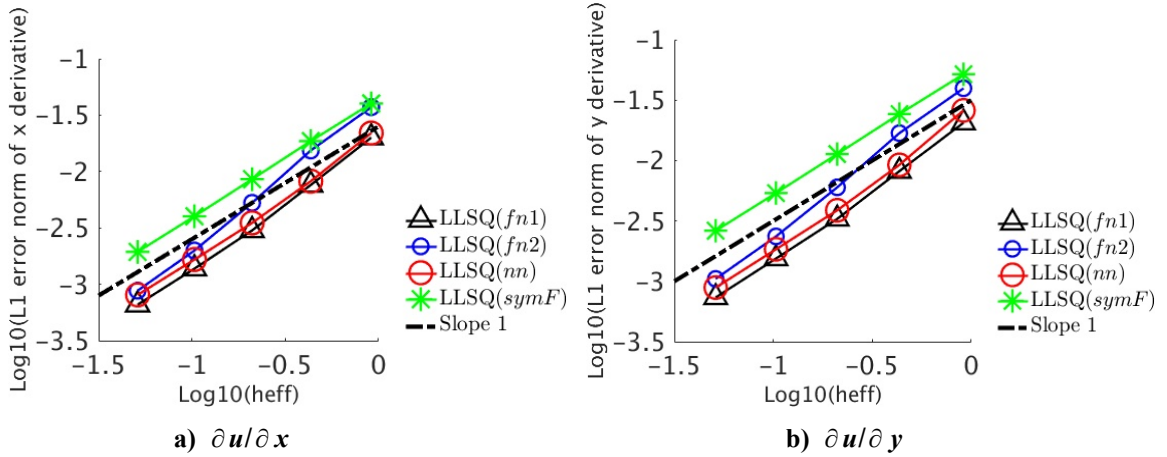 Log10(L1 error norm of x derivative)
−1
−1.5
−2
−2.5
−3
−3.5
−1.5 −1 −0.5 0
Log10(heff)
LLSQ(fn1)
LLSQ(fn2)
LLSQ(nn)
LLSQ(symF)
Slope 1
a) ∂u/∂x
Log10(L1 error norm of y derivative)
−1
−1.5
−2
−2.5
−3
−3.5
−1.5 −1 −0.5 0
Log10(heff)
LLSQ(fn1)
LLSQ(fn2)
LLSQ(nn)
LLSQ(symF)
Slope 1
b) ∂u/∂y